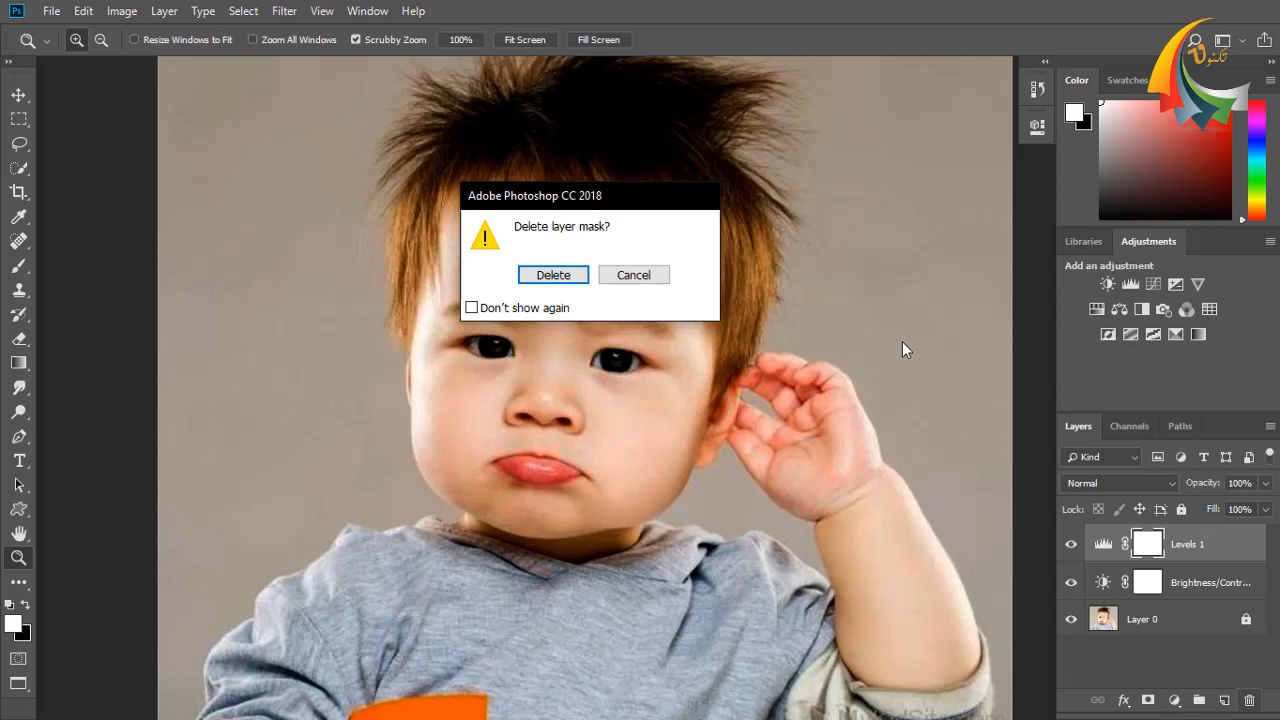 Ps File Edit Image Layer Type Select Filter View Window Help
Resize Windows to Fit Zoom All Windows Scrubby Zoom 100% Fit Screen Fill Screen
تكنو
Color Swatches
Adobe Photoshop CC 2018
Delete layer mask?
Delete Cancel
Don't show again
Libraries Adjustments
Add an adjustment
Layers Channels Paths
Kind
Normal Opacity: 100%
Lock: Fill: 100%
Levels 1
Brightness/Contr...
Layer 0